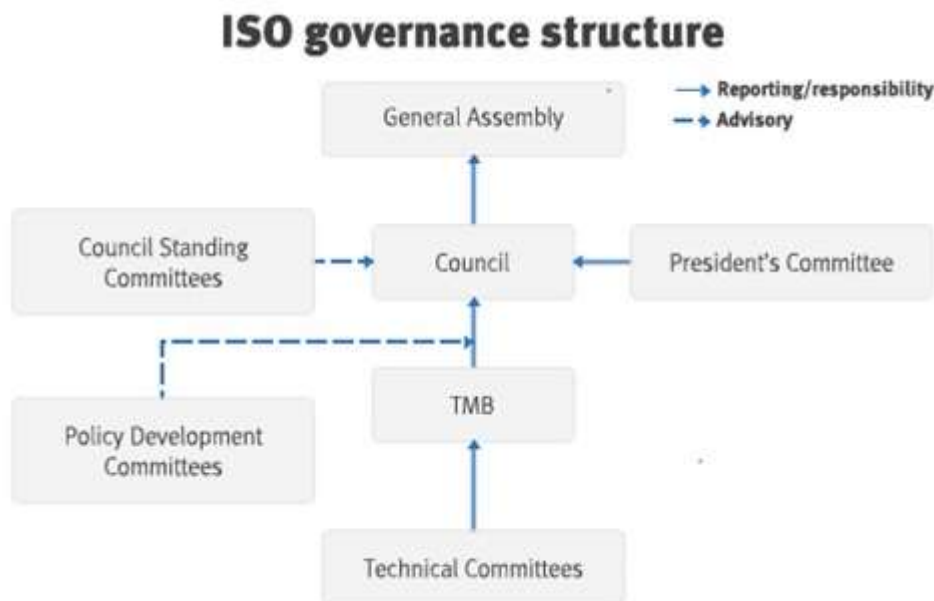 ISO governance structure
Reporting/responsibility
Advisory
General Assembly
Council Standing
Committees
Council
President's Committee
Policy Development
Committees
TMB
Technical Committees